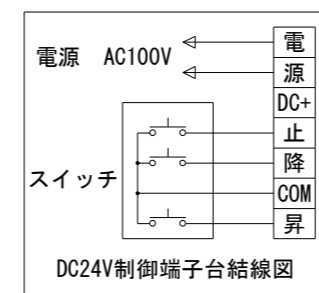 電源 AC100V
電
源
DC+
止
降
COM
昇
スイッチ
DC24V制御端子台結線図